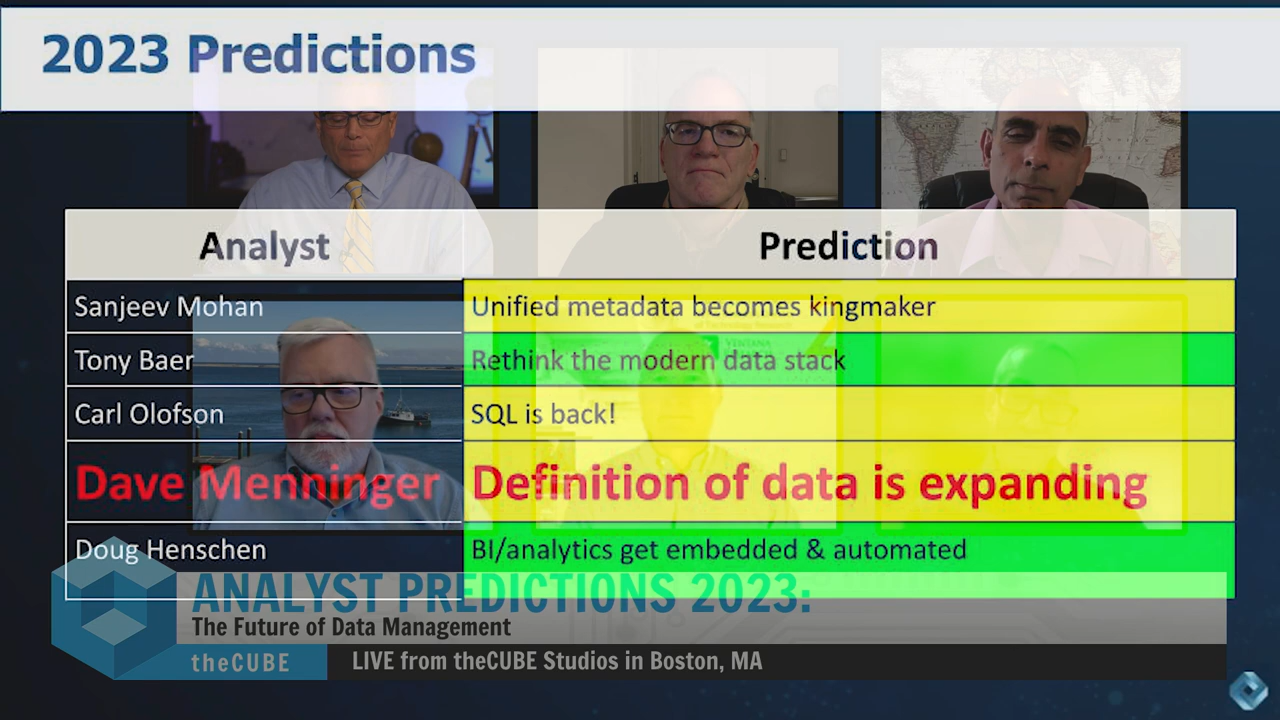 2023 Predictions
Analyst Prediction
Sanjeev Mohan Unified metadata becomes kingmaker
Tony Baer Rethink the modern data stack
Carl Olofson SQL is back!
Dave Menninger Definition of data is expanding
Doug Henschen BI/analytics get embedded & automated
ANALYST PREDICTIONS 2023:
The Future of Data Management
theCUBE LIVE from theCUBE Studios in Boston, MA
VENTANA